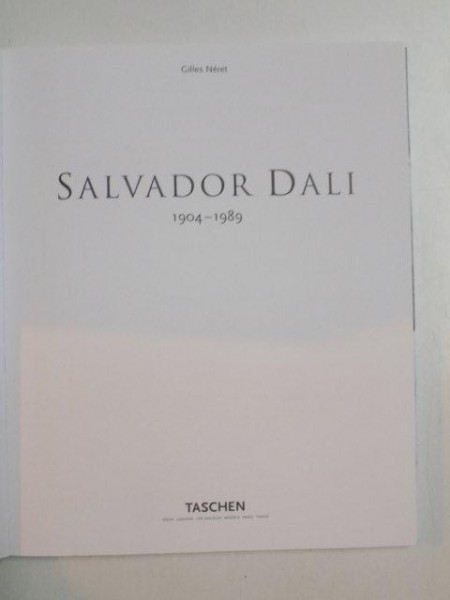 Gilles Néret
SALVADOR DALI
1904–1989
TASCHEN